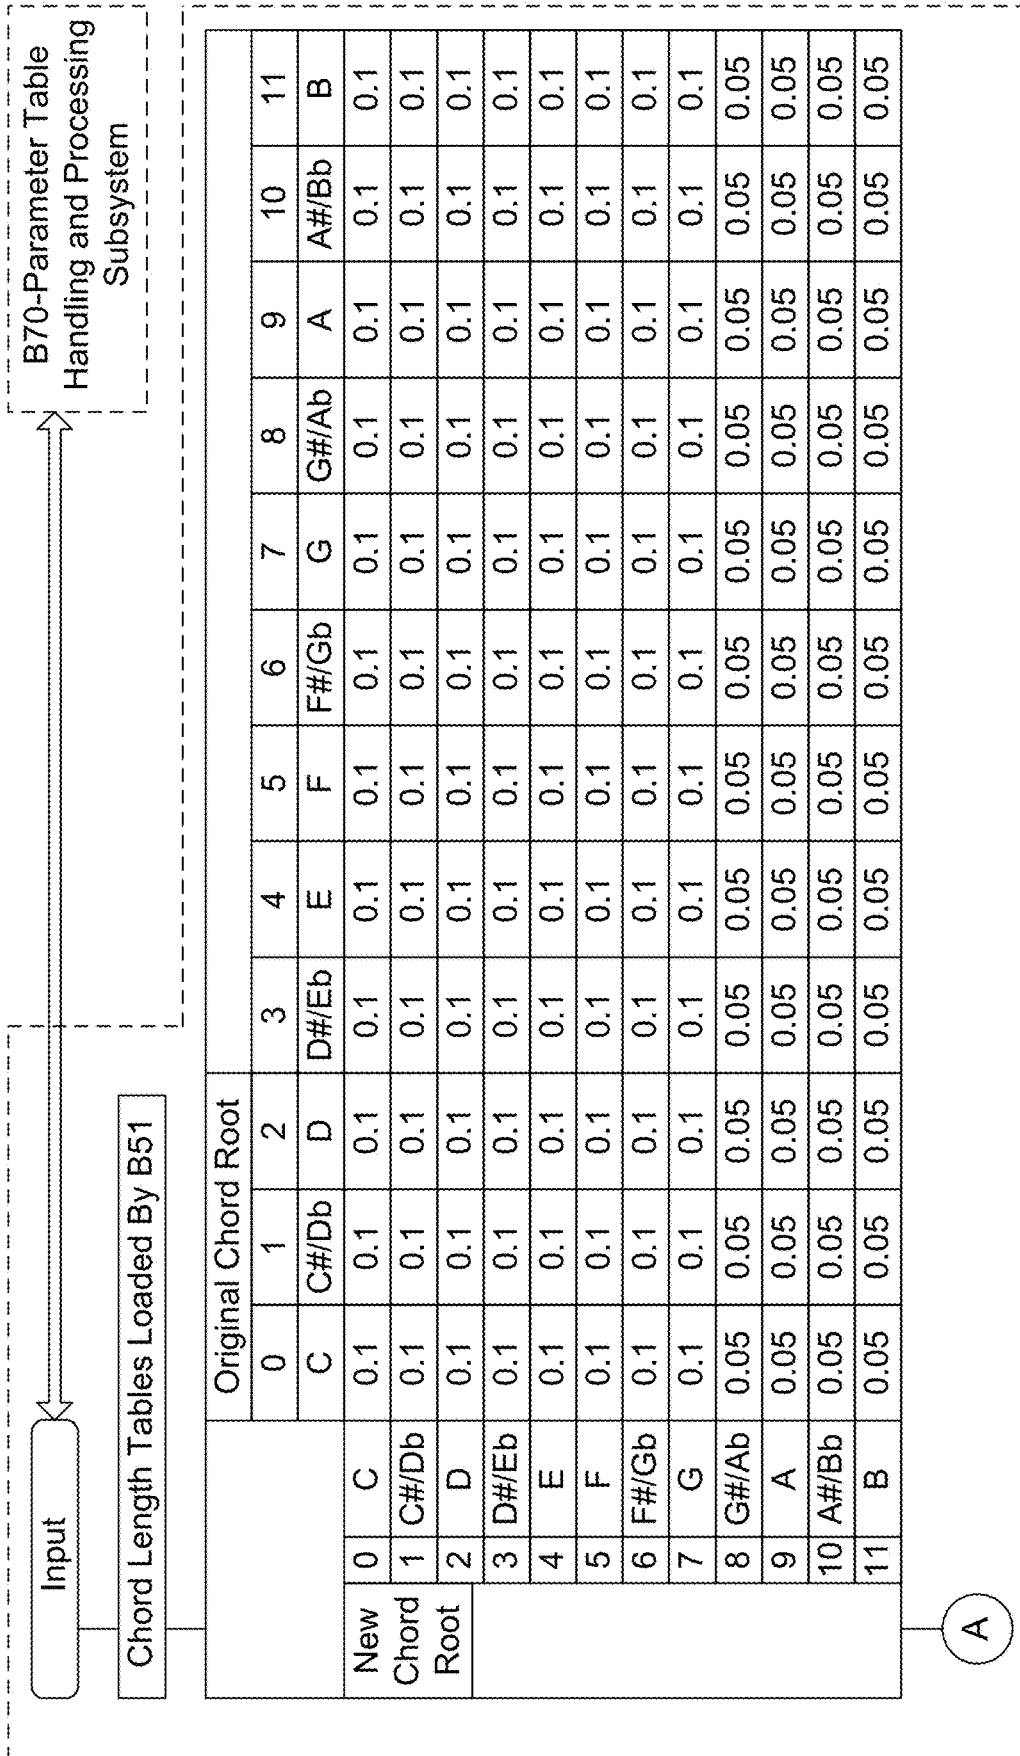 Input
B70-Parameter Table
Handling and Processing
Subsystem
Chord Length Tables Loaded By B51
Original Chord Root
0 1 2 3 4 5 6 7 8 9 10 11
C C#/Db D D#/Eb E F F#/Gb G G#/Ab A A#/Bb B
New
Chord
Root
0 C 0.1 0.1 0.1 0.1 0.1 0.1 0.1 0.1 0.1 0.1 0.1 0.1
1 C#/Db 0.1 0.1 0.1 0.1 0.1 0.1 0.1 0.1 0.1 0.1 0.1 0.1
2 D 0.1 0.1 0.1 0.1 0.1 0.1 0.1 0.1 0.1 0.1 0.1 0.1
3 D#/Eb 0.1 0.1 0.1 0.1 0.1 0.1 0.1 0.1 0.1 0.1 0.1 0.1
4 E 0.1 0.1 0.1 0.1 0.1 0.1 0.1 0.1 0.1 0.1 0.1 0.1
5 F 0.1 0.1 0.1 0.1 0.1 0.1 0.1 0.1 0.1 0.1 0.1 0.1
6 F#/Gb 0.1 0.1 0.1 0.1 0.1 0.1 0.1 0.1 0.1 0.1 0.1 0.1
7 G 0.1 0.1 0.1 0.1 0.1 0.1 0.1 0.1 0.1 0.1 0.1 0.1
8 G#/Ab 0.05 0.05 0.05 0.05 0.05 0.05 0.05 0.05 0.05 0.05 0.05 0.05
9 A 0.05 0.05 0.05 0.05 0.05 0.05 0.05 0.05 0.05 0.05 0.05 0.05
10 A#/Bb 0.05 0.05 0.05 0.05 0.05 0.05 0.05 0.05 0.05 0.05 0.05 0.05
11 B 0.05 0.05 0.05 0.05 0.05 0.05 0.05 0.05 0.05 0.05 0.05 0.05
A